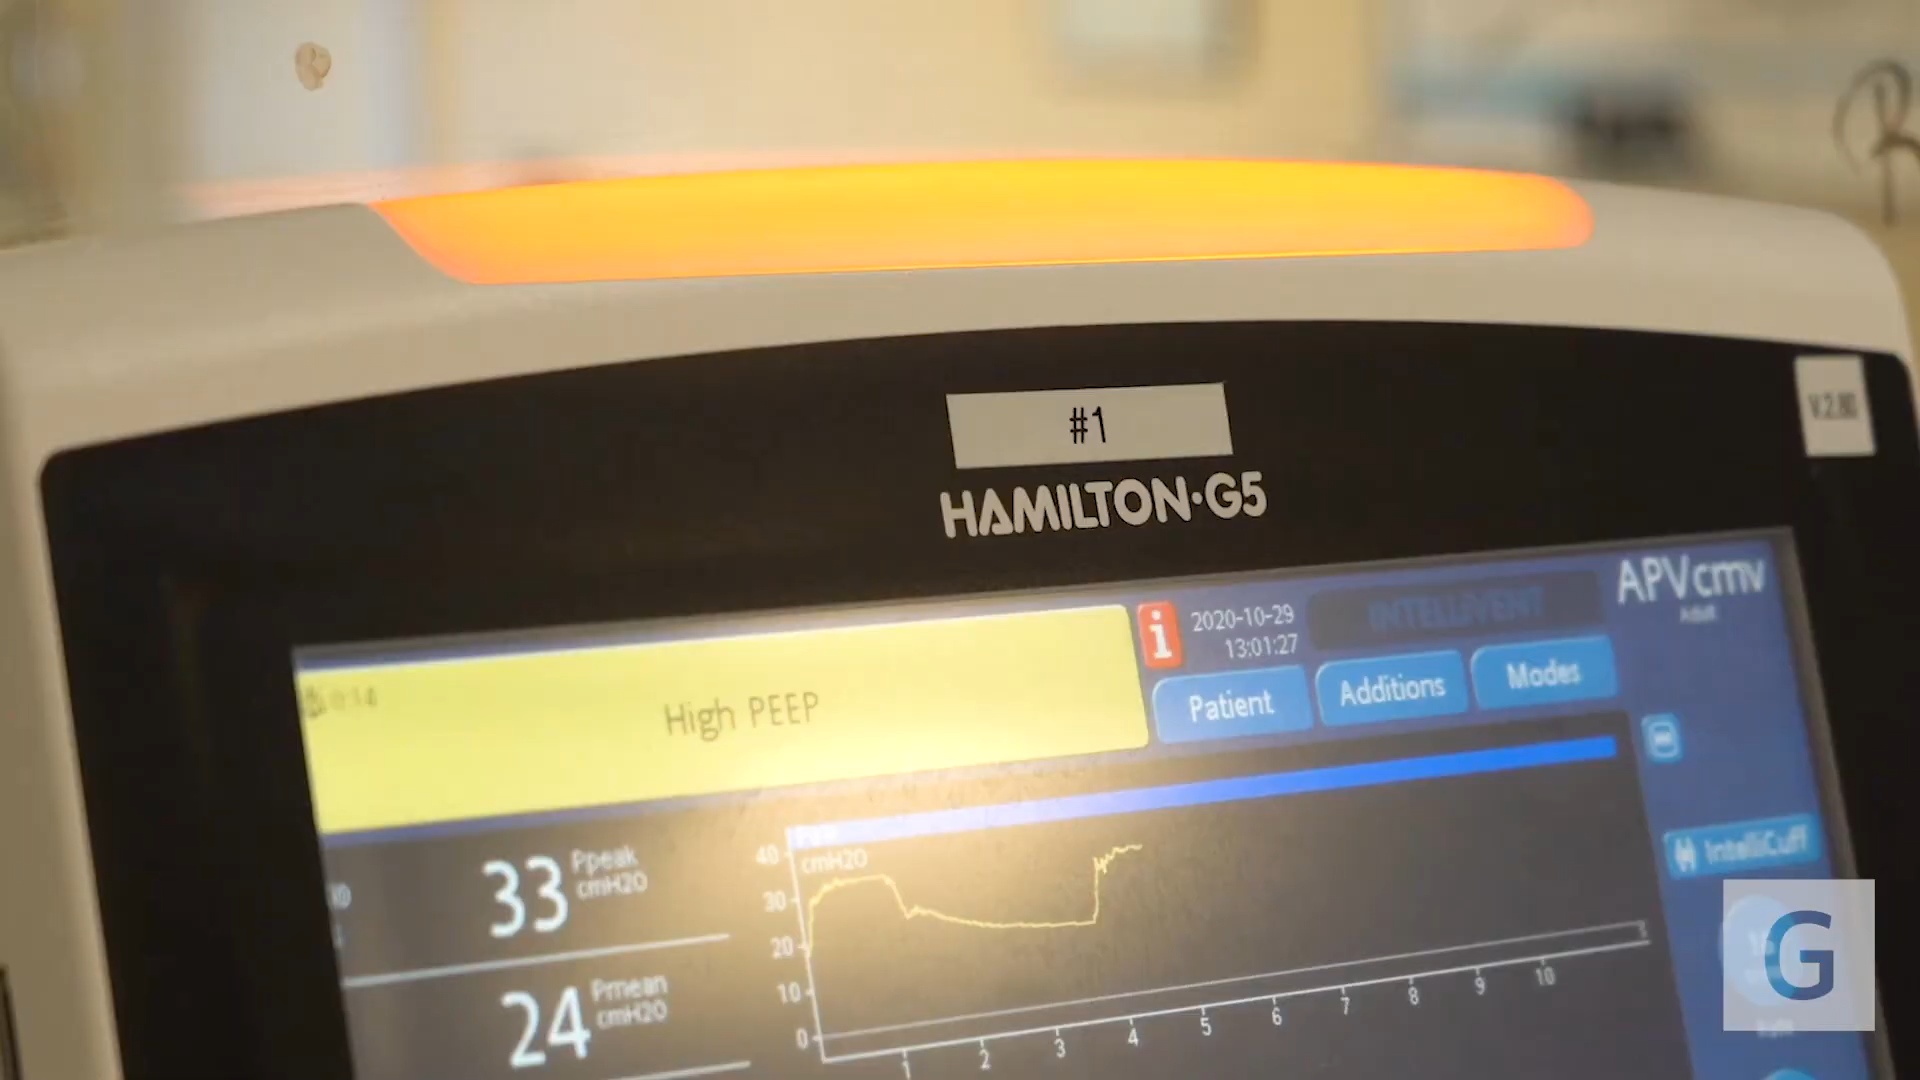 R
#1
V.2.80
HAMILTON·G5
APVcmv
Adult
2020-10-29
13:01:27
INTELLIVENT
i
High PEEP
Patient
Additions
Modes
33
Ppeak
cmH2O
40
cmH2O
30
20
10
0
IntelliCuff
24
Pmean
cmH2O
1 2 3 4 5 6 7 8 9 10
G